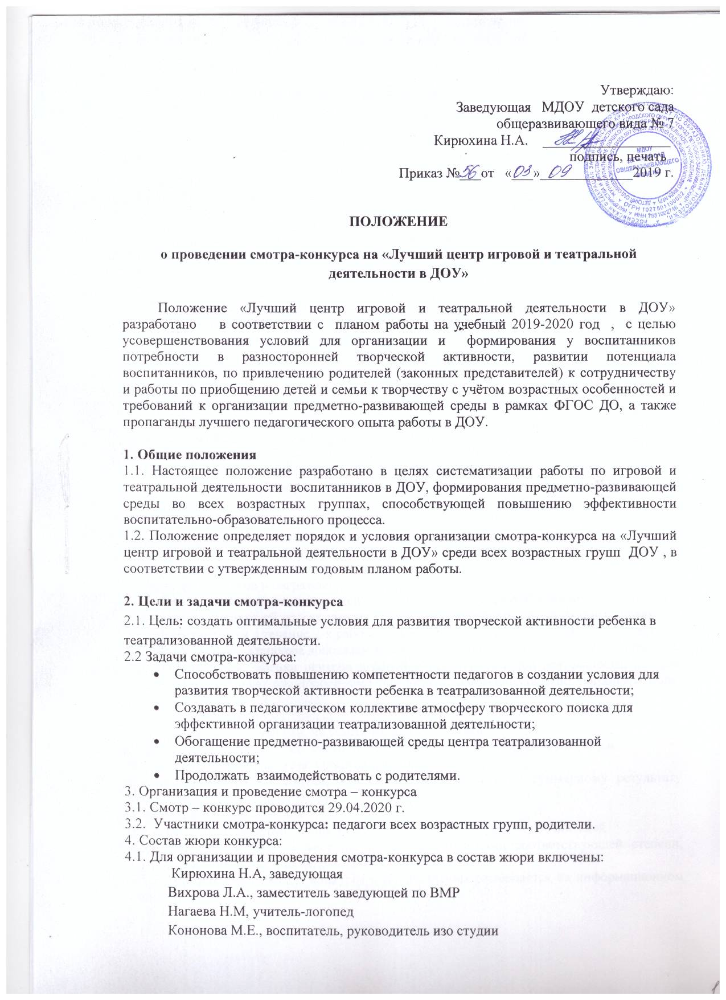 Утверждаю:
Заведующая МДОУ детского сада
общеразвивающего вида № 7
Кирюхина Н.А. __________________
подпись, печать
Приказ №56 от «03» 09 2019 г.
МДОУ
ДЕТСКИЙ САД
ОБЩЕРАЗВИВАЮЩЕГО
ВИДА №7
ОГРН 1027501100032
ПОЛОЖЕНИЕ
о проведении смотра-конкурса на «Лучший центр игровой и театральной
деятельности в ДОУ»
Положение «Лучший центр игровой и театральной деятельности в ДОУ»
разработано в соответствии с планом работы на учебный 2019-2020 год , с целью
усовершенствования условий для организации и формирования у воспитанников
потребности в разносторонней творческой активности, развитии потенциала
воспитанников, по привлечению родителей (законных представителей) к сотрудничеству
и работы по приобщению детей и семьи к творчеству с учётом возрастных особенностей и
требований к организации предметно-развивающей среды в рамках ФГОС ДО, а также
пропаганды лучшего педагогического опыта работы в ДОУ.
1. Общие положения
1.1. Настоящее положение разработано в целях систематизации работы по игровой и
театральной деятельности воспитанников в ДОУ, формирования предметно-развивающей
среды во всех возрастных группах, способствующей повышению эффективности
воспитательно-образовательного процесса.
1.2. Положение определяет порядок и условия организации смотра-конкурса на «Лучший
центр игровой и театральной деятельности в ДОУ» среди всех возрастных групп ДОУ , в
соответствии с утвержденным годовым планом работы.
2. Цели и задачи смотра-конкурса
2.1. Цель: создать оптимальные условия для развития творческой активности ребенка в
театрализованной деятельности.
2.2 Задачи смотра-конкурса:
• Способствовать повышению компетентности педагогов в создании условия для
развития творческой активности ребенка в театрализованной деятельности;
• Создавать в педагогическом коллективе атмосферу творческого поиска для
эффективной организации театрализованной деятельности;
• Обогащение предметно-развивающей среды центра театрализованной
деятельности;
• Продолжать взаимодействовать с родителями.
3. Организация и проведение смотра – конкурса
3.1. Смотр – конкурс проводится 29.04.2020 г.
3.2. Участники смотра-конкурса: педагоги всех возрастных групп, родители.
4. Состав жюри конкурса:
4.1. Для организации и проведения смотра-конкурса в состав жюри включены:
Кирюхина Н.А, заведующая
Вихрова Л.А., заместитель заведующей по ВМР
Нагаева Н.М, учитель-логопед
Кононова М.Е., воспитатель, руководитель изо студии